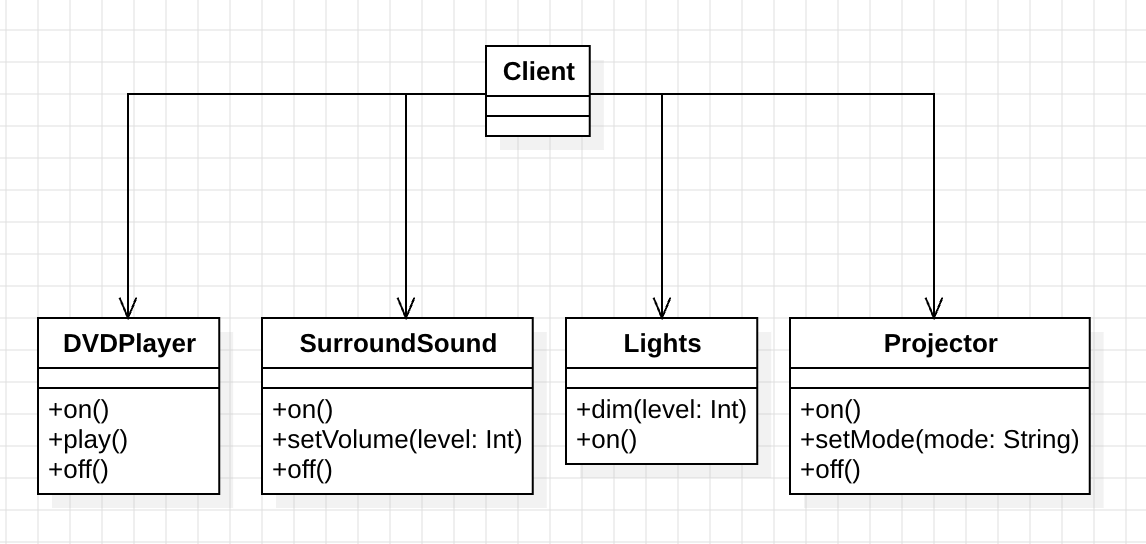 Client
DVDPlayer
+on()
+play()
+off()
SurroundSound
+on()
+setVolume(level: Int)
+off()
Lights
+dim(level: Int)
+on()
Projector
+on()
+setMode(mode: String)
+off()